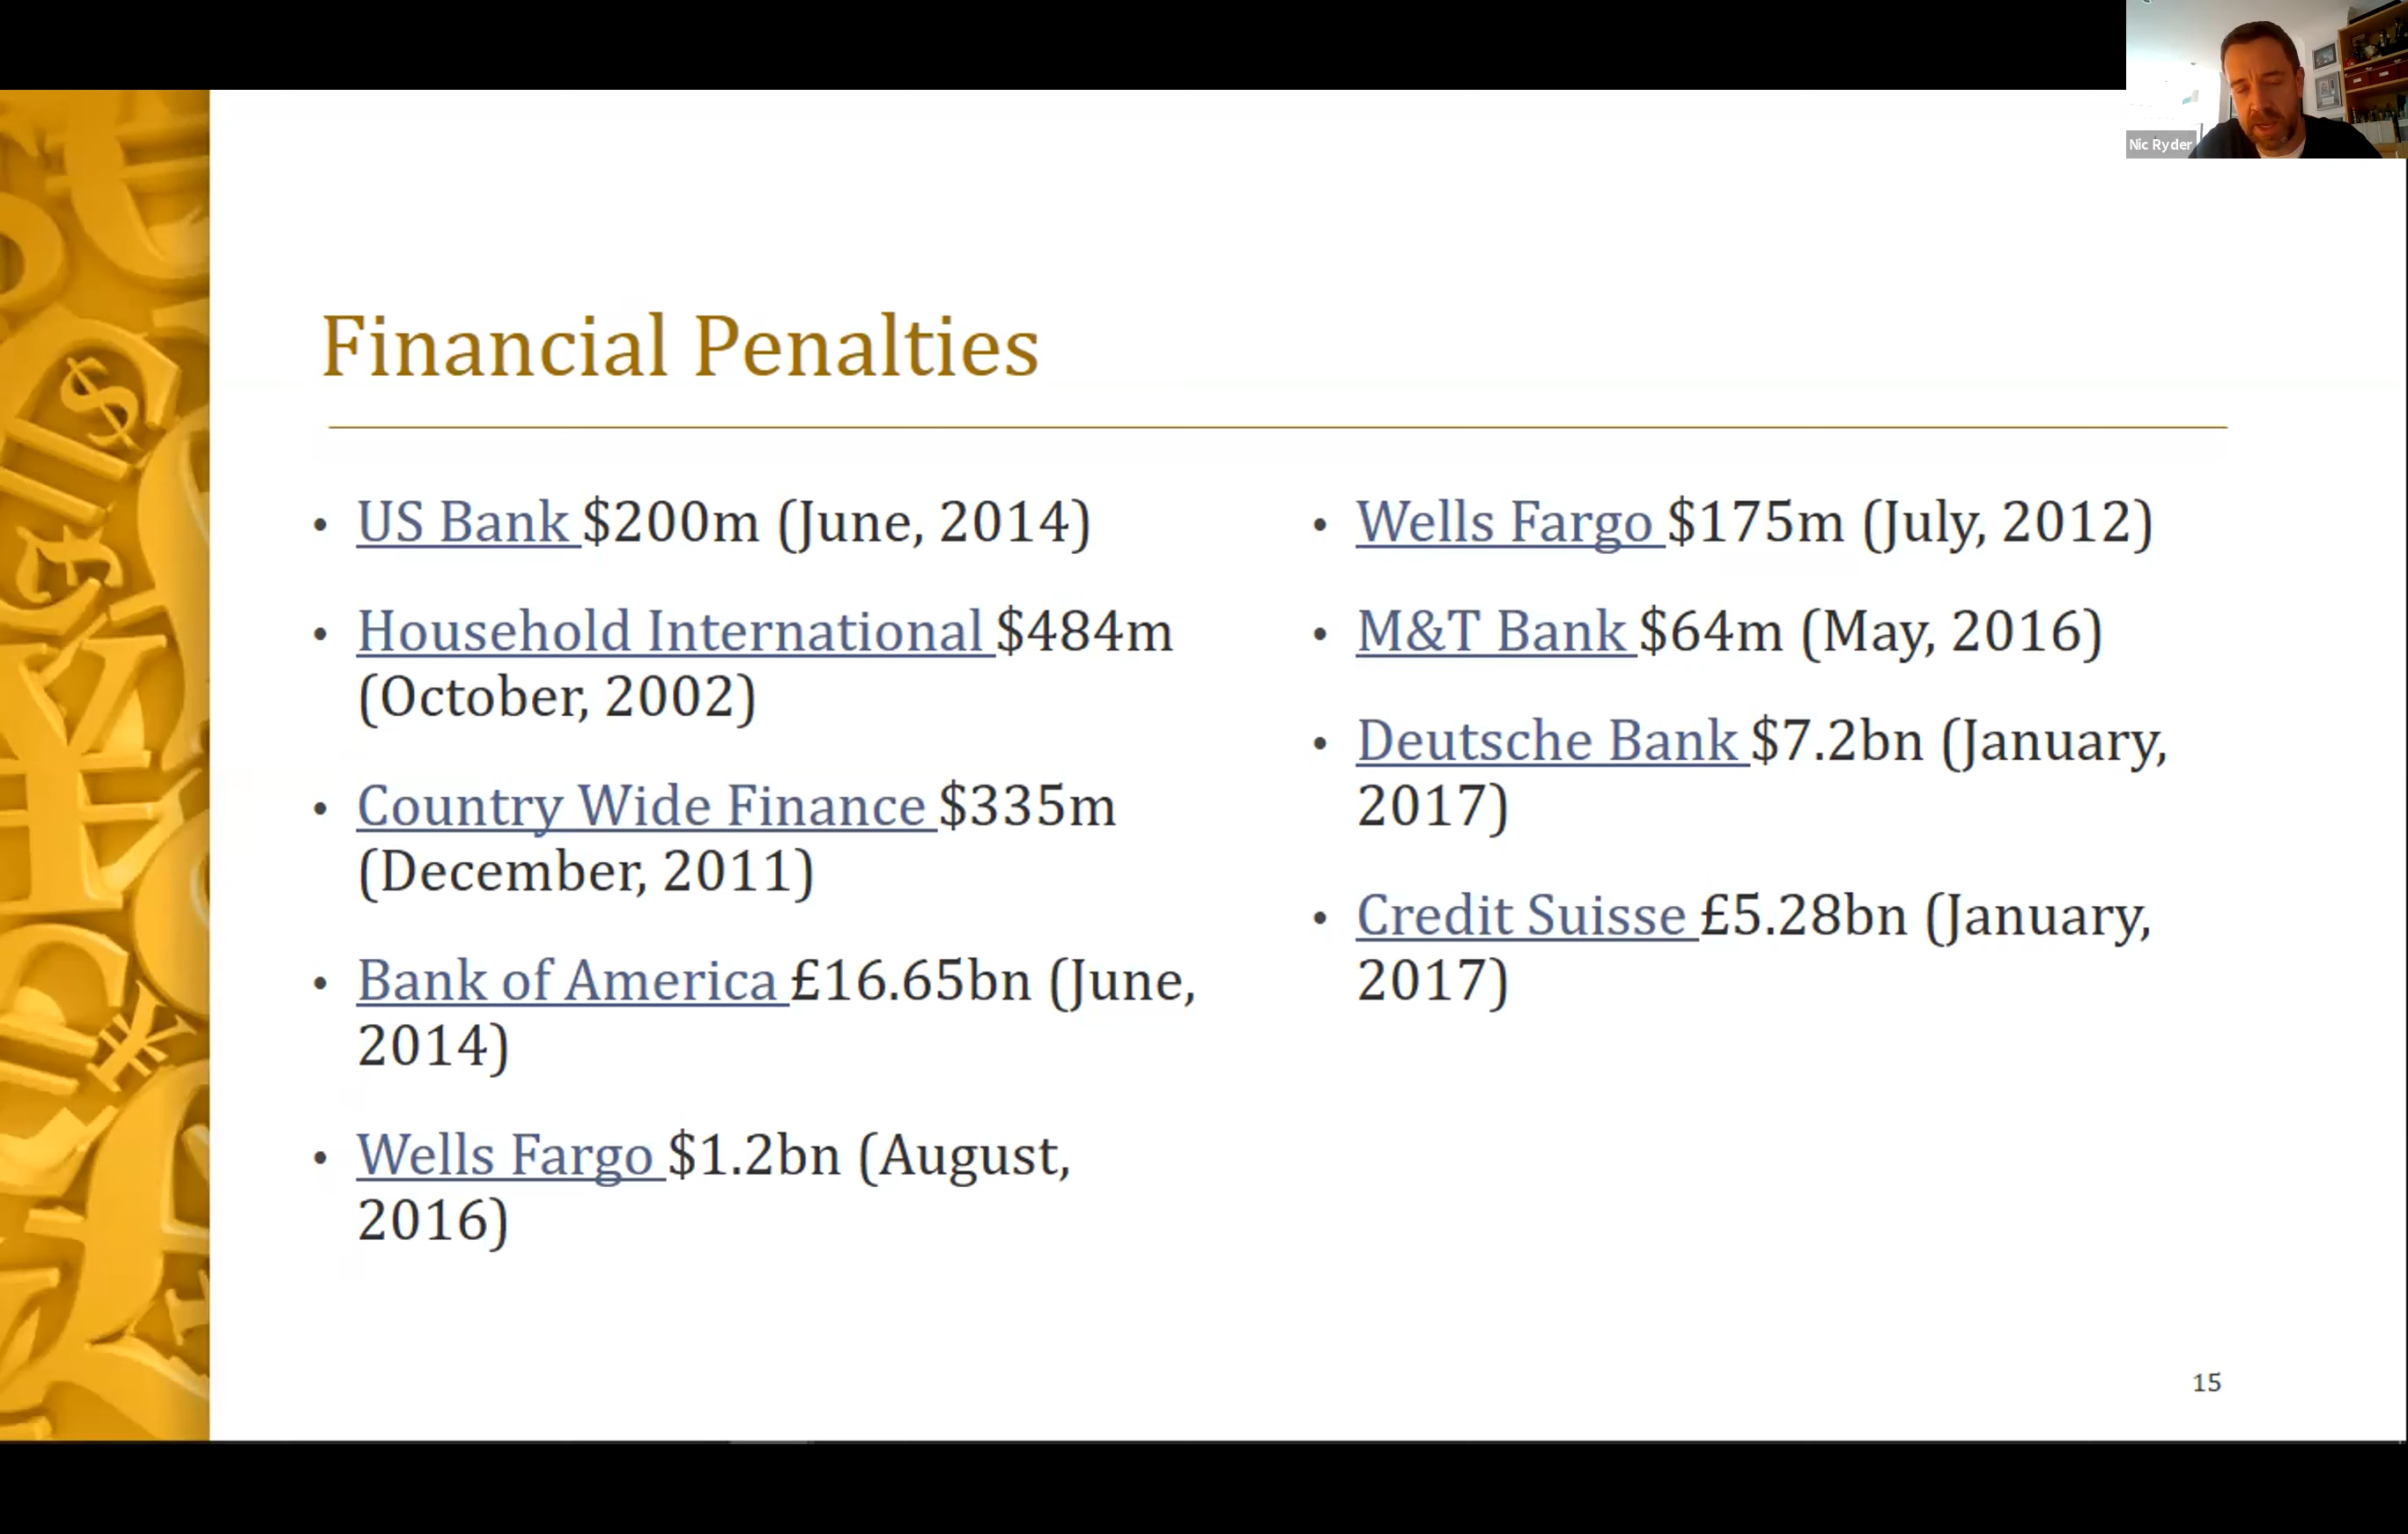 Nic Ryder
Financial Penalties
• US Bank $200m (June, 2014)
• Household International $484m
(October, 2002)
• Country Wide Finance $335m
(December, 2011)
• Bank of America £16.65bn (June,
2014)
• Wells Fargo $1.2bn (August,
2016)
• Wells Fargo $175m (July, 2012)
• M&T Bank $64m (May, 2016)
• Deutsche Bank $7.2bn (January,
2017)
• Credit Suisse £5.28bn (January,
2017)
15